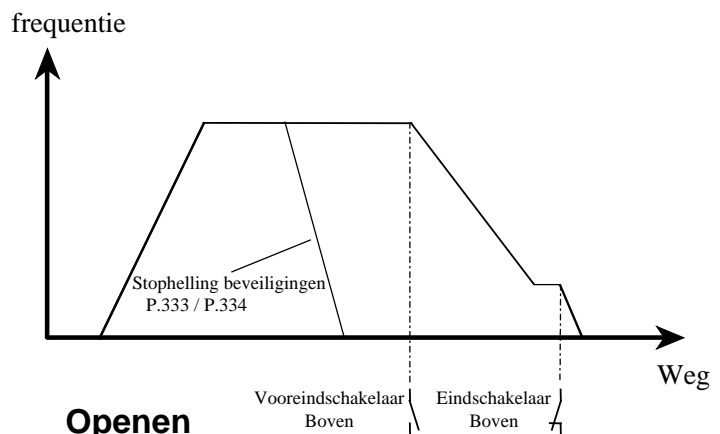 frequentie
Stophelling beveiligingen
P.333 / P.334
Weg
Vooreindschakelaar
Boven
Eindschakelaar
Boven
Openen